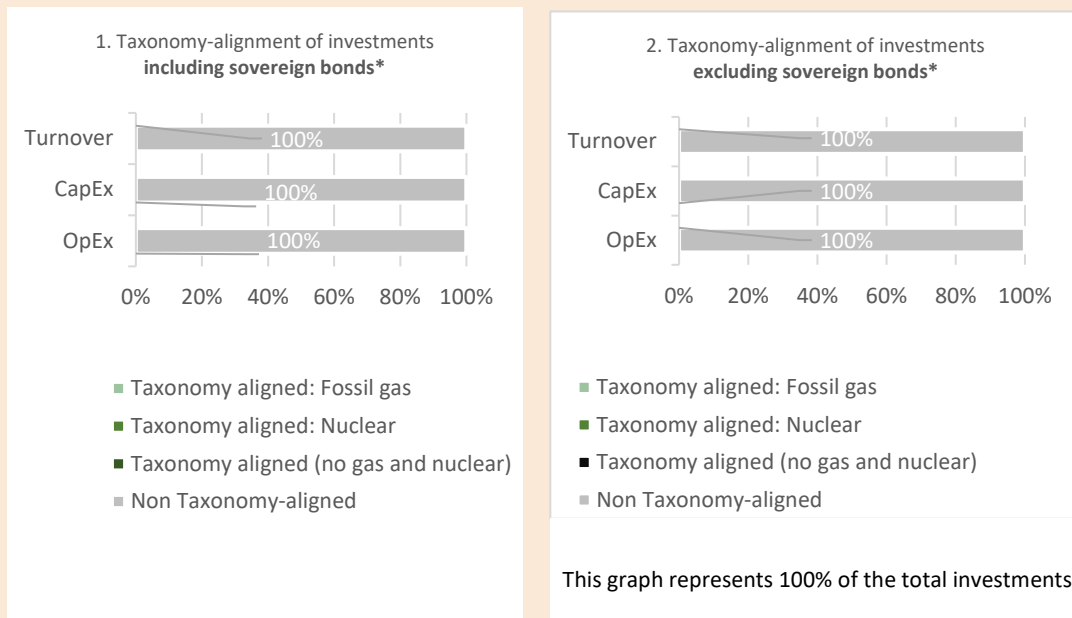 1. Taxonomy-alignment of investments
including sovereign bonds*
Turnover
100%
CapEx
100%
OpEx
100%
0% 20% 40% 60% 80% 100%
Taxonomy aligned: Fossil gas
Taxonomy aligned: Nuclear
Taxonomy aligned (no gas and nuclear)
Non Taxonomy-aligned
2. Taxonomy-alignment of investments
excluding sovereign bonds*
Turnover
100%
CapEx
100%
OpEx
100%
0% 20% 40% 60% 80% 100%
Taxonomy aligned: Fossil gas
Taxonomy aligned: Nuclear
Taxonomy aligned (no gas and nuclear)
Non Taxonomy-aligned
This graph represents 100% of the total investments